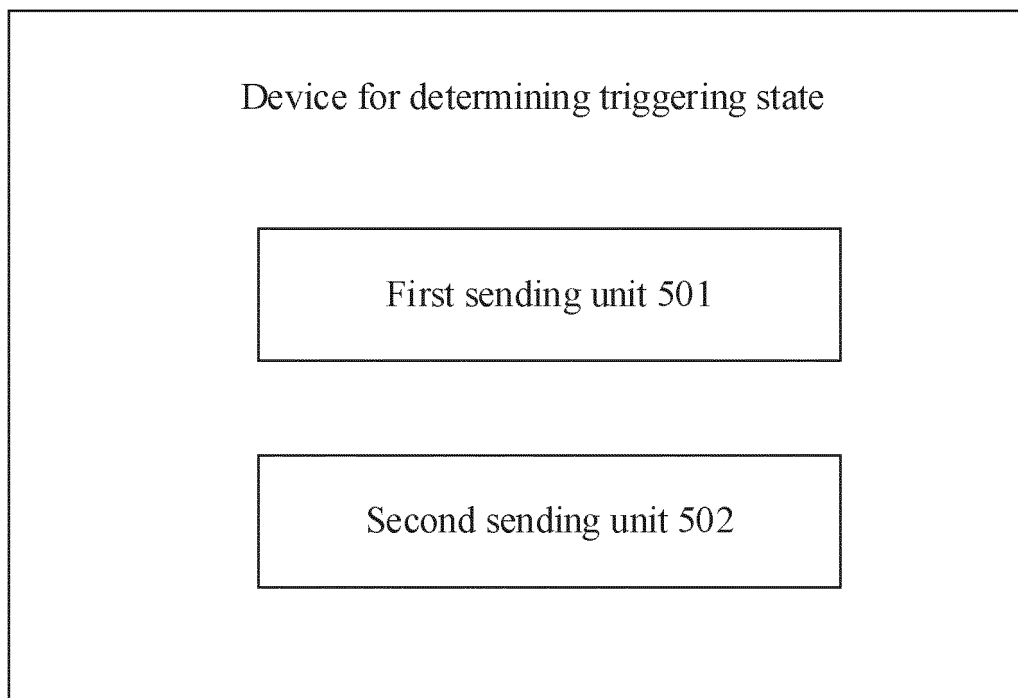 Device for determining triggering state
First sending unit 501
Second sending unit 502